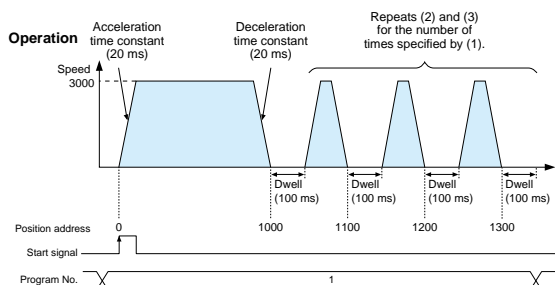 Operation
Acceleration
time constant
(20 ms)
Deceleration
time constant
(20 ms)
Repeats (2) and (3)
for the number of
times specified by (1).
Speed
3000
Dwell
(100 ms)
Dwell
(100 ms)
Dwell
(100 ms)
Dwell
(100 ms)
Position address
0
1000
1100
1200
1300
Start signal
Program No.
1